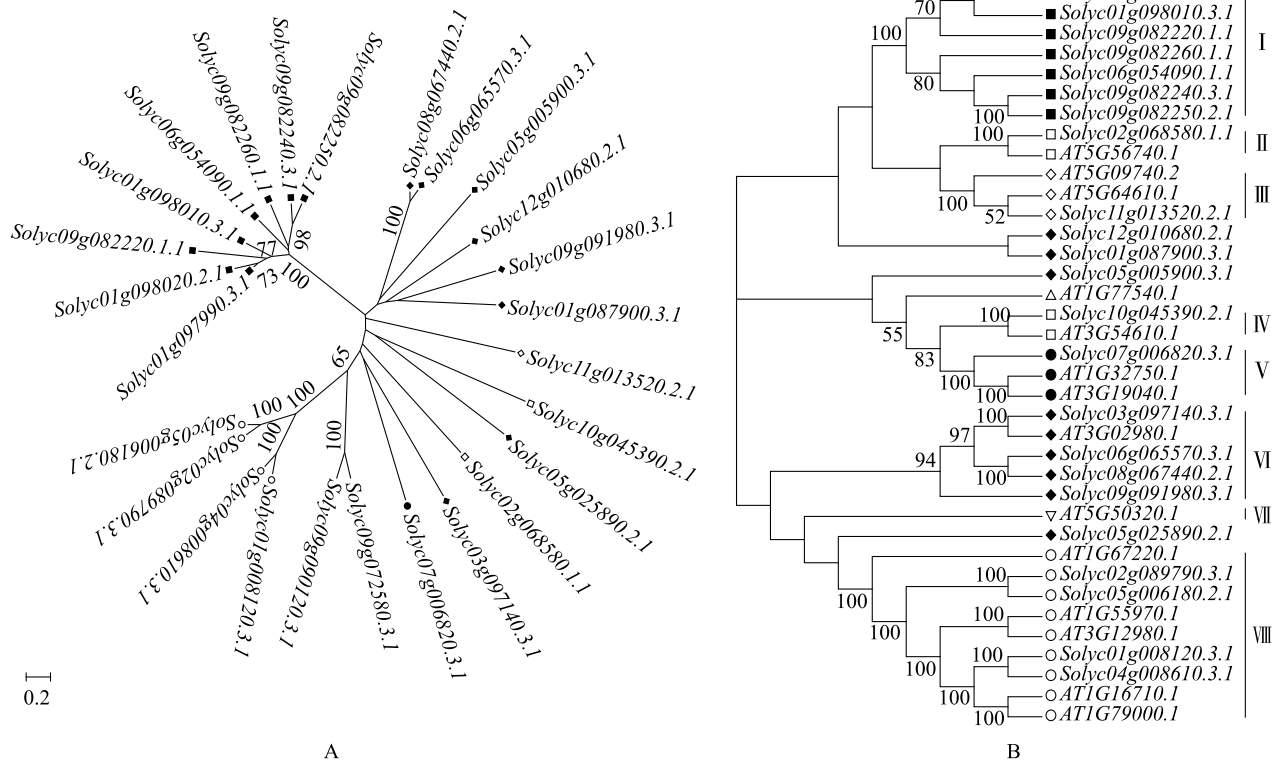 Solyc08g067440.2.1
Solyc06g065570.3.1
Solyc05g005900.3.1
Solyc12g010680.2.1
Solyc09g091980.3.1
Solyc01g087900.3.1
Solyc11g013520.2.1
Solyc10g045390.2.1
Solyc05g025890.2.1
Solyc02g068580.1.1
Solyc03g097140.3.1
Solyc07g006820.3.1
Solyc09g072580.3.1
Solyc09g090120.3.1
Solyc01g008120.3.1
Solyc04g008610.3.1
Solyc02g089790.3.1
Solyc05g006180.2.1
Solyc01g097990.3.1
Solyc01g098020.2.1
Solyc09g082220.1.1
Solyc01g098010.3.1
Solyc06g054090.1.1
Solyc09g082260.1.1
Solyc09g082240.3.1
Solyc09g082250.2.1
100
98
77
73
100
65
100
100
100
100
0.2
A
70
Solyc01g098010.3.1
Solyc09g082220.1.1
100
I
Solyc09g082260.1.1
80
Solyc06g054090.1.1
Solyc09g082240.3.1
100
Solyc09g082250.2.1
100
Solyc02g068580.1.1
II
AT5G56740.1
AT5G09740.2
100
AT5G64610.1
III
52
Solyc11g013520.2.1
Solyc12g010680.2.1
Solyc01g087900.3.1
Solyc05g005900.3.1
AT1G77540.1
55
100
Solyc10g045390.2.1
IV
AT3G54610.1
83
Solyc07g006820.3.1
100
AT1G32750.1
V
100
AT3G19040.1
100
Solyc03g097140.3.1
97
AT3G02980.1
94
Solyc06g065570.3.1
VI
100
Solyc08g067440.2.1
Solyc09g091980.3.1
AT5G50320.1
VII
Solyc05g025890.2.1
AT1G67220.1
100
100
Solyc02g089790.3.1
Solyc05g006180.2.1
100
100
AT1G55970.1
AT3G12980.1
VIII
100
100
Solyc01g008120.3.1
Solyc04g008610.3.1
100
AT1G16710.1
100
AT1G79000.1
B